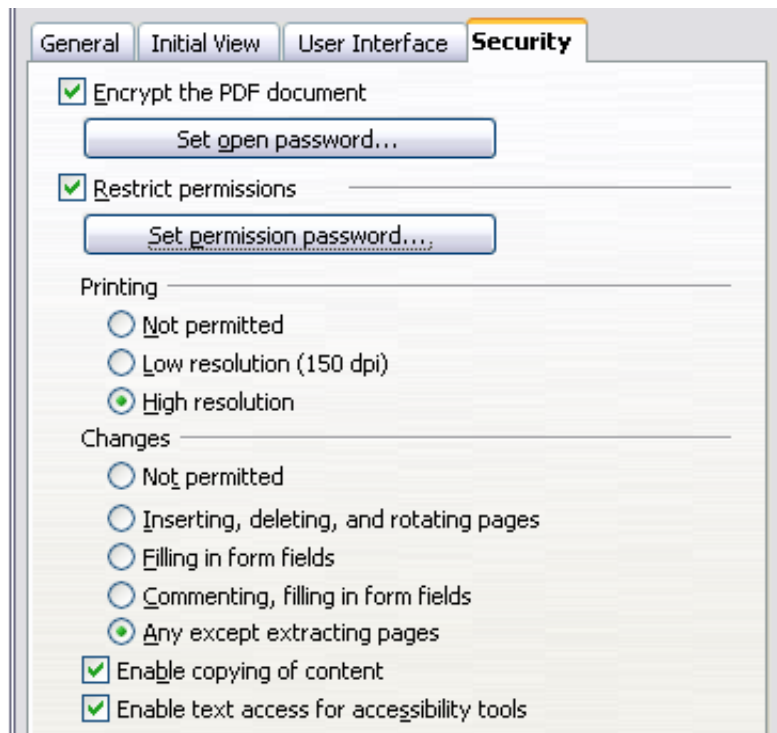 General Initial View User Interface Security
Encrypt the PDF document
Set open password...
Restrict permissions
Set permission password...
Printing
Not permitted
Low resolution (150 dpi)
High resolution
Changes
Not permitted
Inserting, deleting, and rotating pages
Filling in form fields
Commenting, filling in form fields
Any except extracting pages
Enable copying of content
Enable text access for accessibility tools